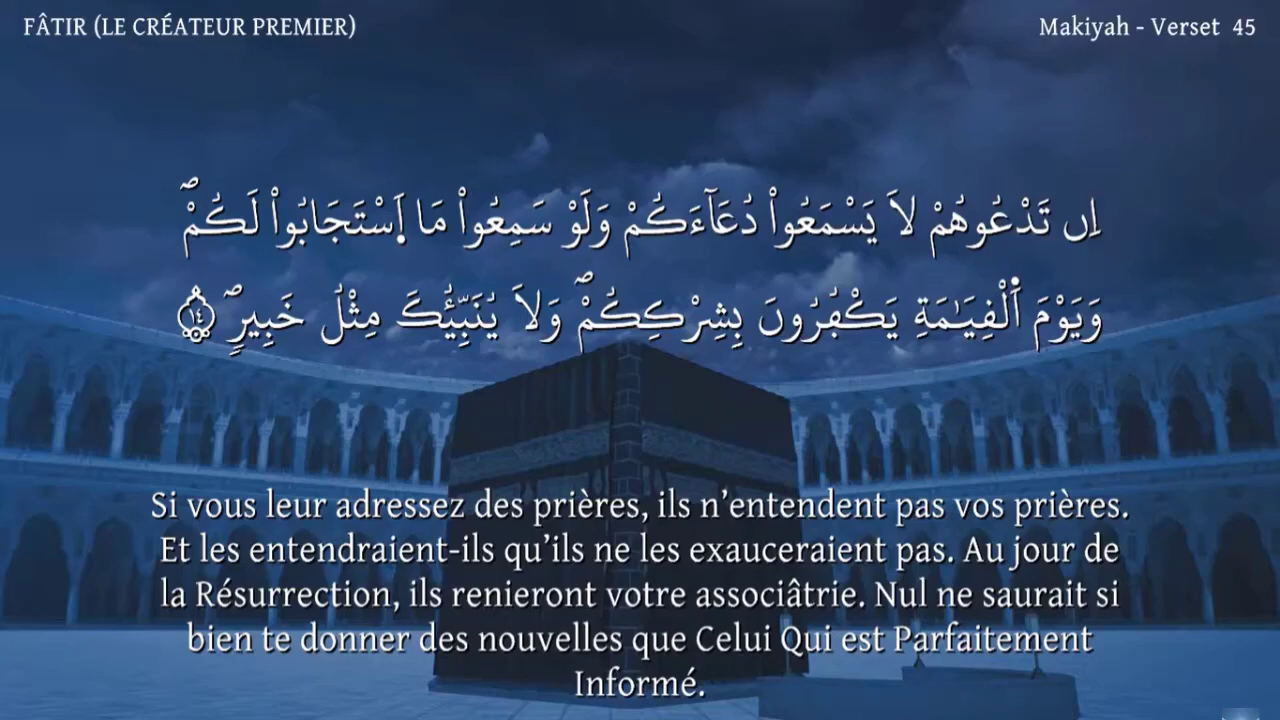 FÂTIR (LE CRÉATEUR PREMIER)
Makiyah - Verset 45
اِن تَدْعُوهُمْ لاَ يَسْمَعُواْ دُعَآءَكُمْ وَلَوْ سَمِعُواْ مَا اَ۪سْتَجَابُواْ لَكُمْۖ
وَيَوْمَ اَ۬لْقِيَٰمَةِ يَكْفُرُونَ بِشِرْكِكُمْۖ وَلاَ يُنَبِّئُكَ مِثْلُ خَبِيرٖۖ ١٤
Si vous leur adressez des prières, ils n’entendent pas vos prières.
Et les entendraient-ils qu’ils ne les exauceraient pas. Au jour de
la Résurrection, ils renieront votre associâtrie. Nul ne saurait si
bien te donner des nouvelles que Celui Qui est Parfaitement
Informé.